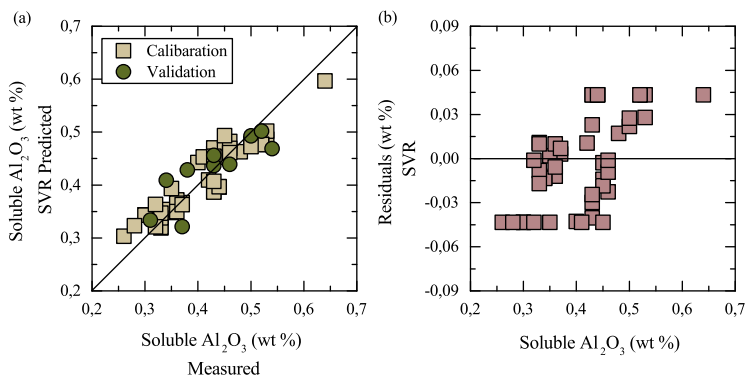 (a)
0,7
0,6
0,5
0,4
0,3
0,2
Soluble Al2O3 (wt %)
SVR Predicted
Calibaration
Validation
0,2 0,3 0,4 0,5 0,6 0,7
Soluble Al2O3 (wt %)
Measured
(b)
0,09
0,06
0,03
0,00
-0,03
-0,06
-0,09
Residuals (wt %)
SVR
0,2 0,3 0,4 0,5 0,6 0,7
Soluble Al2O3 (wt %)